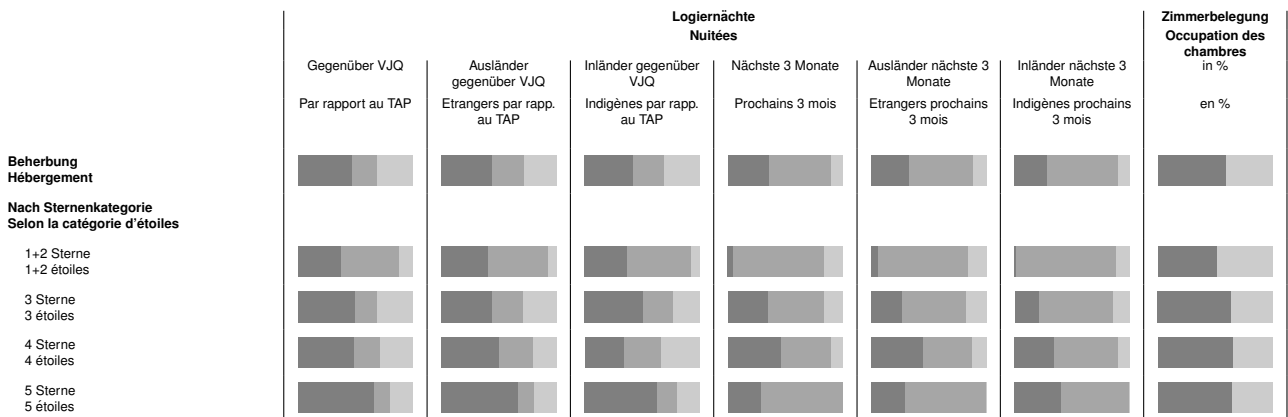 Logiernächte
Nuitées
Zimmerbelegung
Occupation des
chambres
Gegenüber VJQ
Ausländer
gegenüber VJQ
Inländer gegenüber
VJQ
Nächste 3 Monate
Ausländer nächste 3
Monate
Inländer nächste 3
Monate
in %
Par rapport au TAP
Etrangers par rapp.
au TAP
Indigènes par rapp.
au TAP
Prochains 3 mois
Etrangers prochains
3 mois
Indigènes prochains
3 mois
en %
Beherbung
Hébergement
Nach Sternenkategorie
Selon la catégorie d'étoiles
1+2 Sterne
1+2 étoiles
3 Sterne
3 étoiles
4 Sterne
4 étoiles
5 Sterne
5 étoiles